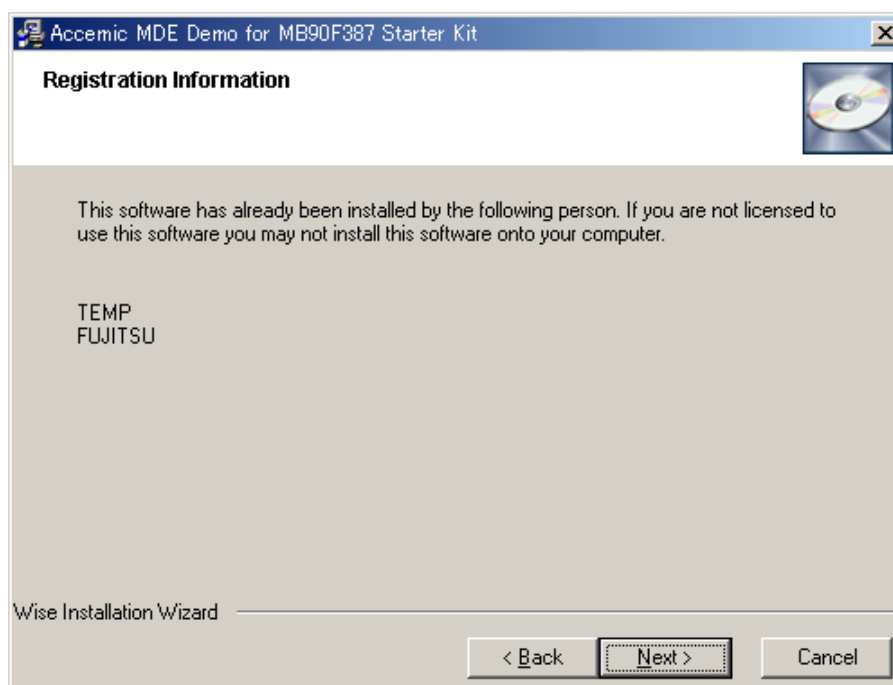 Accemic MDE Demo for MB90F387 Starter Kit
Registration Information
This software has already been installed by the following person. If you are not licensed to
use this software you may not install this software onto your computer.
TEMP
FUJITSU
Wise Installation Wizard
< Back
Next >
Cancel